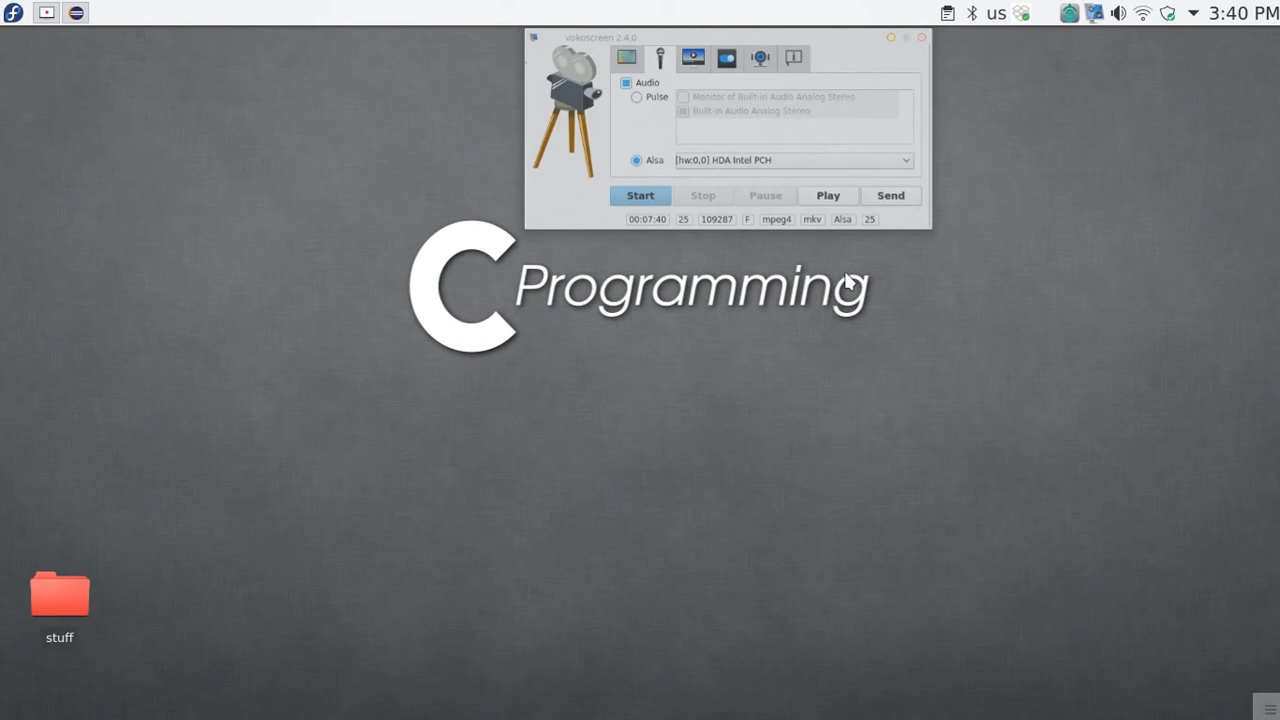 us
3:40 PM
vokoscreen 2.4.0
Audio
Pulse
Monitor of Built-in Audio Analog Stereo
Built-in Audio Analog Stereo
Alsa
[hw:0,0] HDA Intel PCH
Start Stop Pause Play Send
00:07:40 25 109287 F mpeg4 mkv Alsa 25
C Programming
stuff